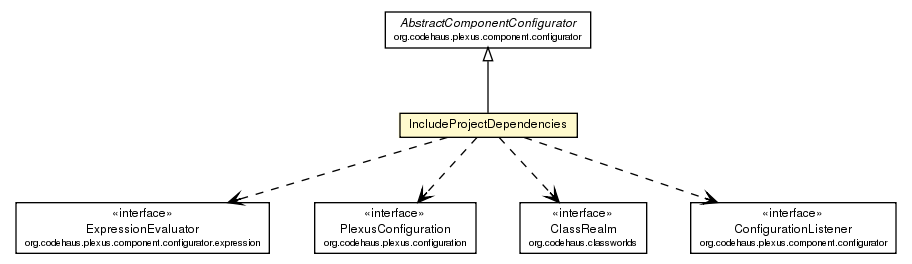 AbstractComponentConfigurator
org.codehaus.plexus.component.configurator
IncludeProjectDependencies
«interface»
ExpressionEvaluator
org.codehaus.plexus.component.configurator.expression
«interface»
PlexusConfiguration
org.codehaus.plexus.configuration
«interface»
ClassRealm
org.codehaus.classworlds
«interface»
ConfigurationListener
org.codehaus.plexus.component.configurator